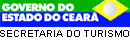 GOVERNO DO
ESTADO DO CEARÁ
SECRETARIA DO TURISMO